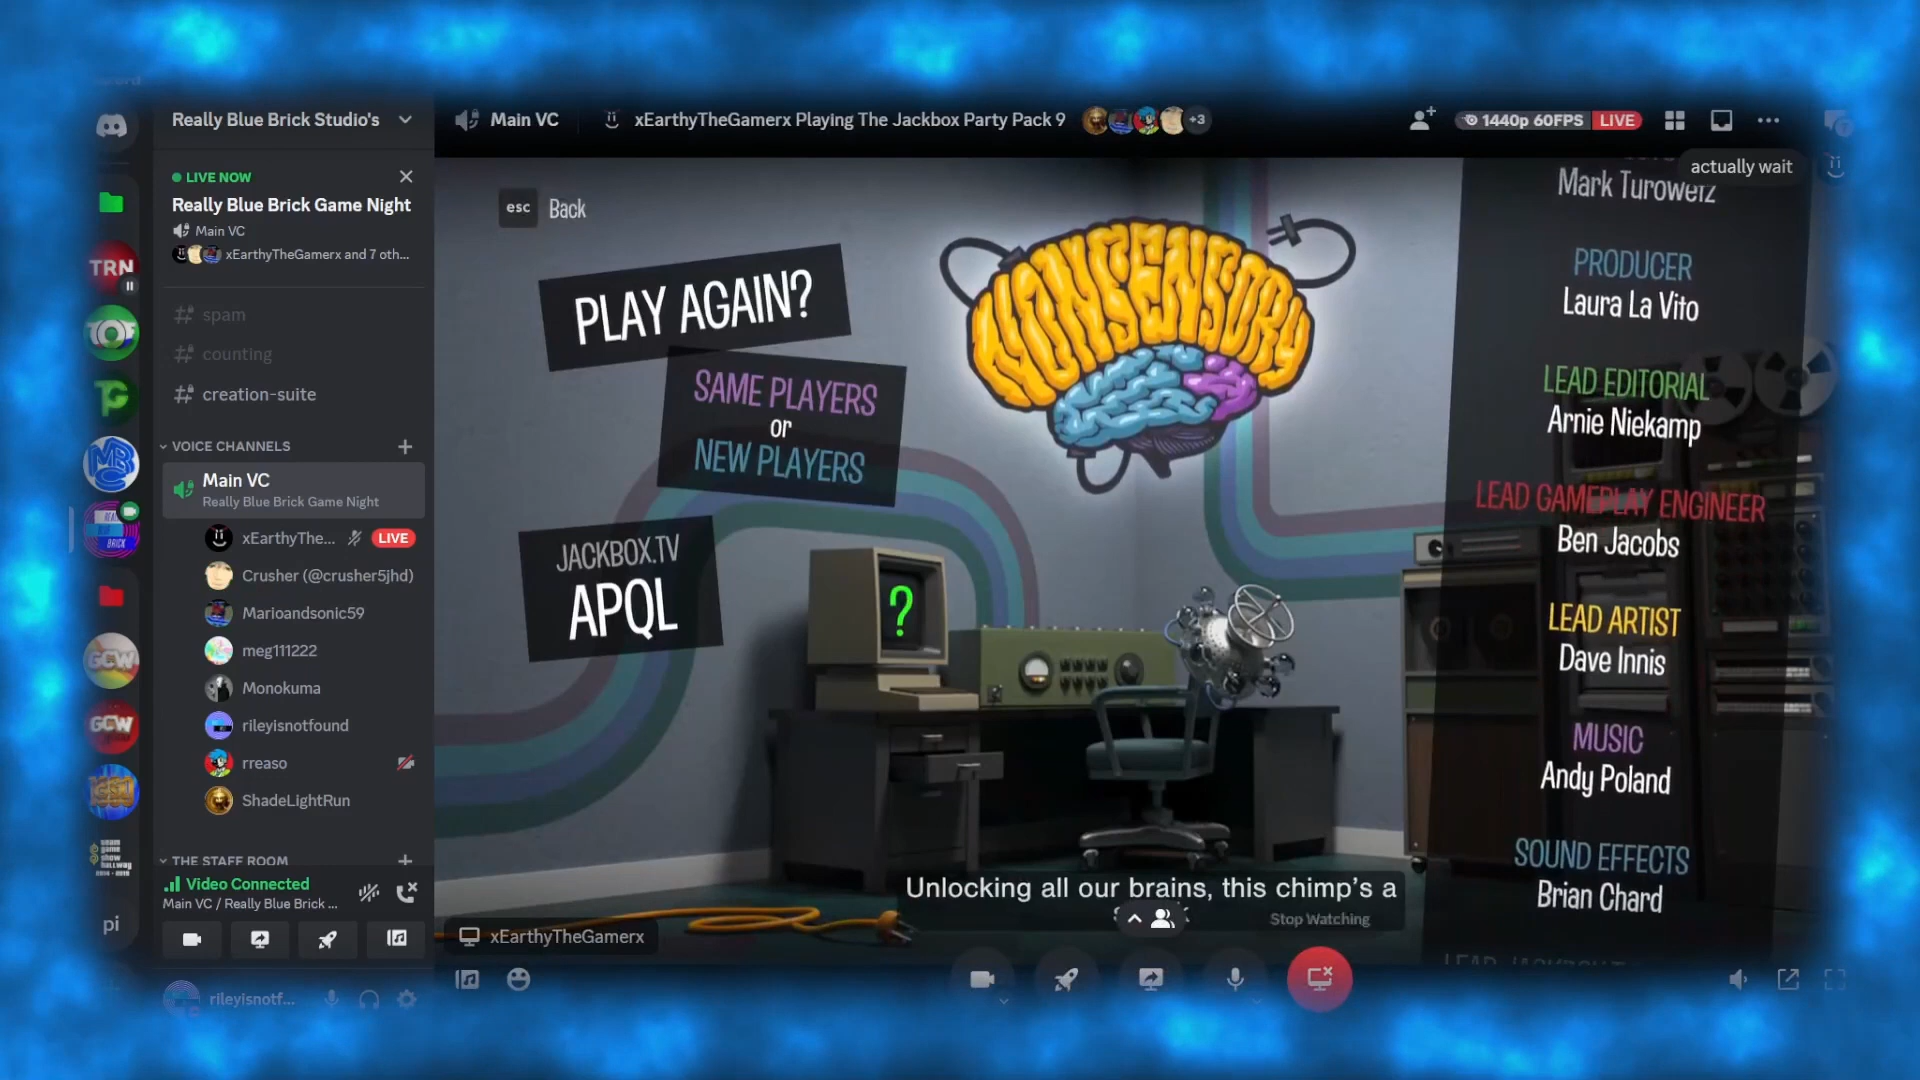 Really Blue Brick Studio's
LIVE NOW
Really Blue Brick Game Night
Main VC
xEarthyTheGamerx and 7 oth...
spam
counting
creation-suite
VOICE CHANNELS
Main VC
Really Blue Brick Game Night
xEarthyThe...
LIVE
Crusher (@crusher5jhd)
Marioandsonic59
meg111222
Monokuma
rileyisnotfound
rreaso
ShadeLightRun
THE STAFF ROOM
Video Connected
Main VC / Really Blue Brick ...
rileyisnotf...
TRN
GCW
GCW
pi
Main VC
xEarthyTheGamerx Playing The Jackbox Party Pack 9
+3
1440p 60FPS
LIVE
actually wait
esc
Back
PLAY AGAIN?
SAME PLAYERS
or
NEW PLAYERS
JACKBOX.TV
APQL
NONSENSORY
?
Mark Turowetz
PRODUCER
Laura La Vito
LEAD EDITORIAL
Arnie Niekamp
LEAD GAMEPLAY ENGINEER
Ben Jacobs
LEAD ARTIST
Dave Innis
MUSIC
Andy Poland
SOUND EFFECTS
Brian Chard
Unlocking all our brains, this chimp's a
Stop Watching
xEarthyTheGamerx